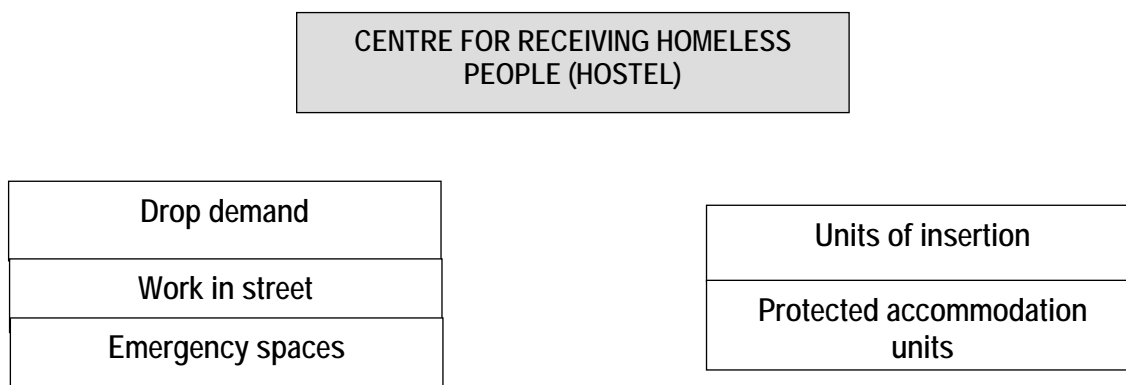 CENTRE FOR RECEIVING HOMELESS
PEOPLE (HOSTEL)
Drop demand
Work in street
Emergency spaces
Units of insertion
Protected accommodation
units